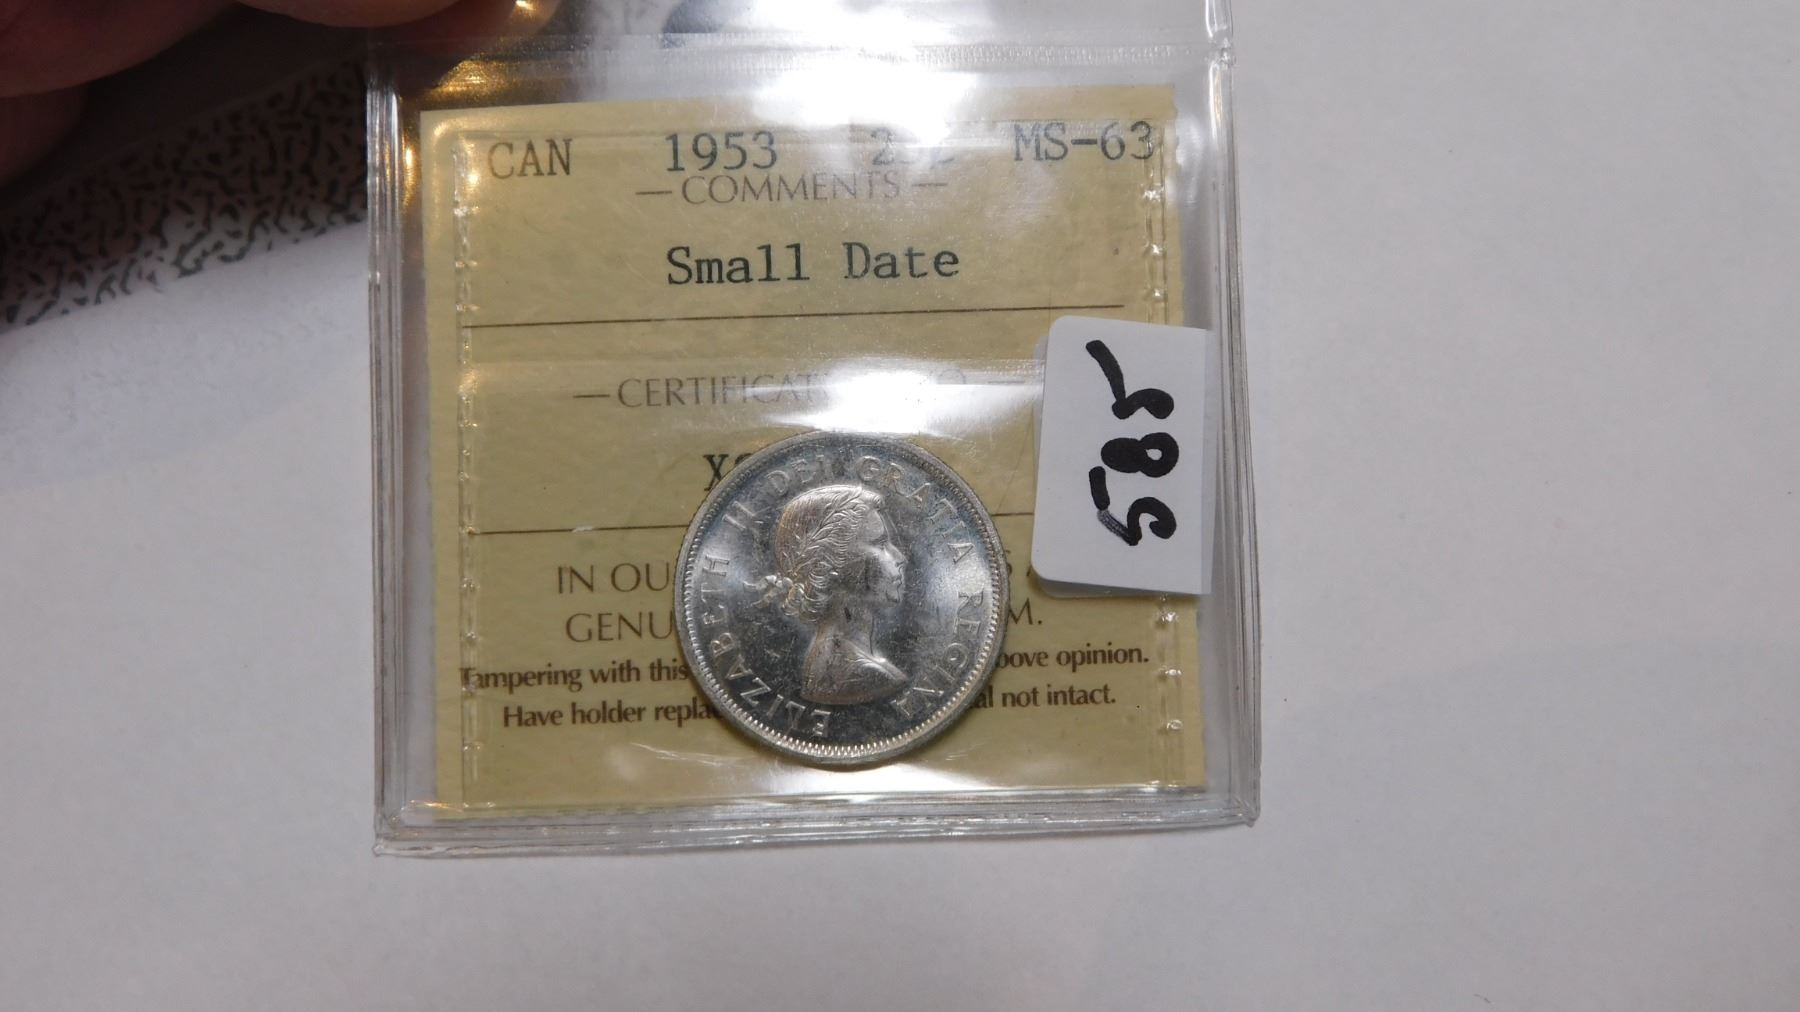 CAN 1953 MS-63
— COMMENTS —
Small Date
— CERTIFICAT
IN OU
GENU M.
Tampering with this bove opinion.
Have holder repla al not intact.
585
ELIZABETH II DEI GRATIA REGINA